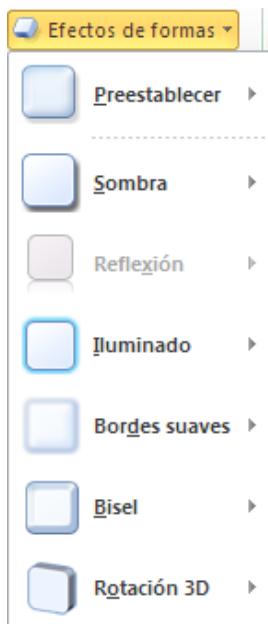 Efectos de formas
Preestablecer
Sombra
Reflexión
Iluminado
Bordes suaves
Bisel
Rotación 3D